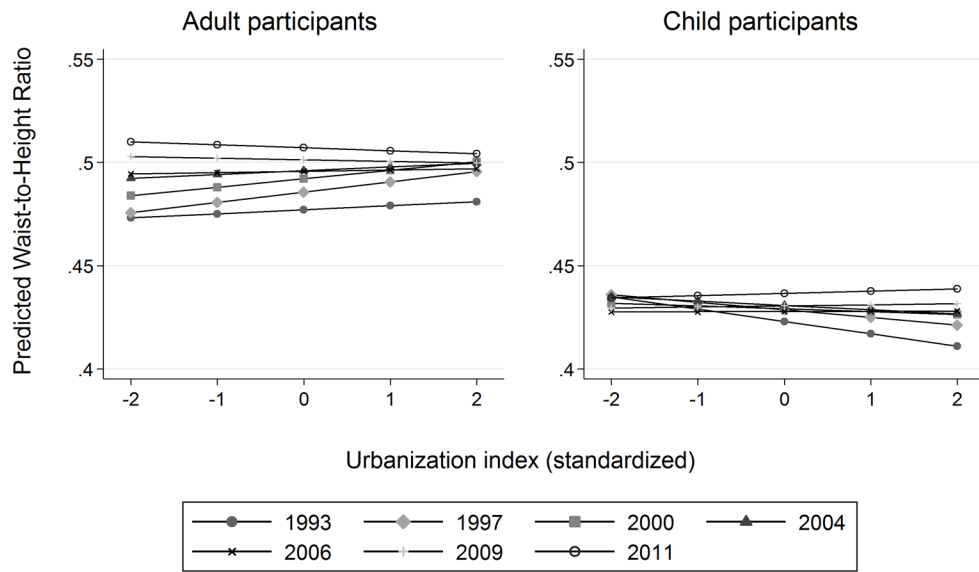 Adult participants
Child participants
Predicted Waist-to-Height Ratio
.55
.5
.45
.4
-2 -1 0 1 2
.55
.5
.45
.4
-2 -1 0 1 2
Urbanization index (standardized)
1993 1997 2000 2004
2006 2009 2011